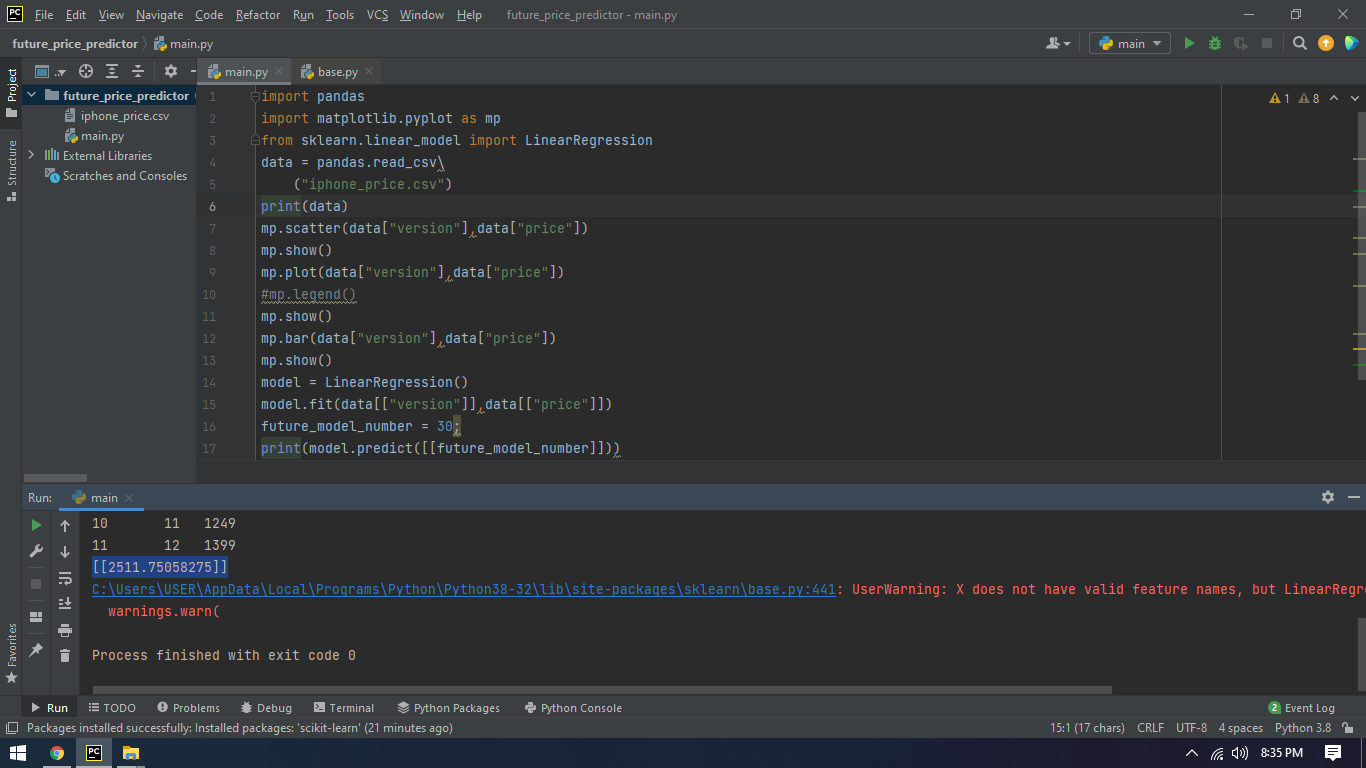 PC File Edit View Navigate Code Refactor Run Tools VCS Window Help future_price_predictor - main.py
future_price_predictor main.py main
Project
.. main.py base.py
future_price_predictor
iphone_price.csv
main.py
External Libraries
Scratches and Consoles
Structure
1 8
1 import pandas
2 import matplotlib.pyplot as mp
3 from sklearn.linear_model import LinearRegression
4 data = pandas.read_csv\
5 ("iphone_price.csv")
6 print(data)
7 mp.scatter(data["version"],data["price"])
8 mp.show()
9 mp.plot(data["version"],data["price"])
10 #mp.legend()
11 mp.show()
12 mp.bar(data["version"],data["price"])
13 mp.show()
14 model = LinearRegression()
15 model.fit(data[["version"]],data[["price"]])
16 future_model_number = 30;
17 print(model.predict([[future_model_number]]))
Run: main
10 11 1249
11 12 1399
[[2511.75058275]]
C:\Users\USER\AppData\Local\Programs\Python\Python38-32\lib\site-packages\sklearn\base.py:441: UserWarning: X does not have valid feature names, but LinearRegre
warnings.warn(
Process finished with exit code 0
Favorites
Run TODO Problems Debug Terminal Python Packages Python Console 2 Event Log
Packages installed successfully: Installed packages: 'scikit-learn' (21 minutes ago) 15:1 (17 chars) CRLF UTF-8 4 spaces Python 3.8
PC 8:35 PM